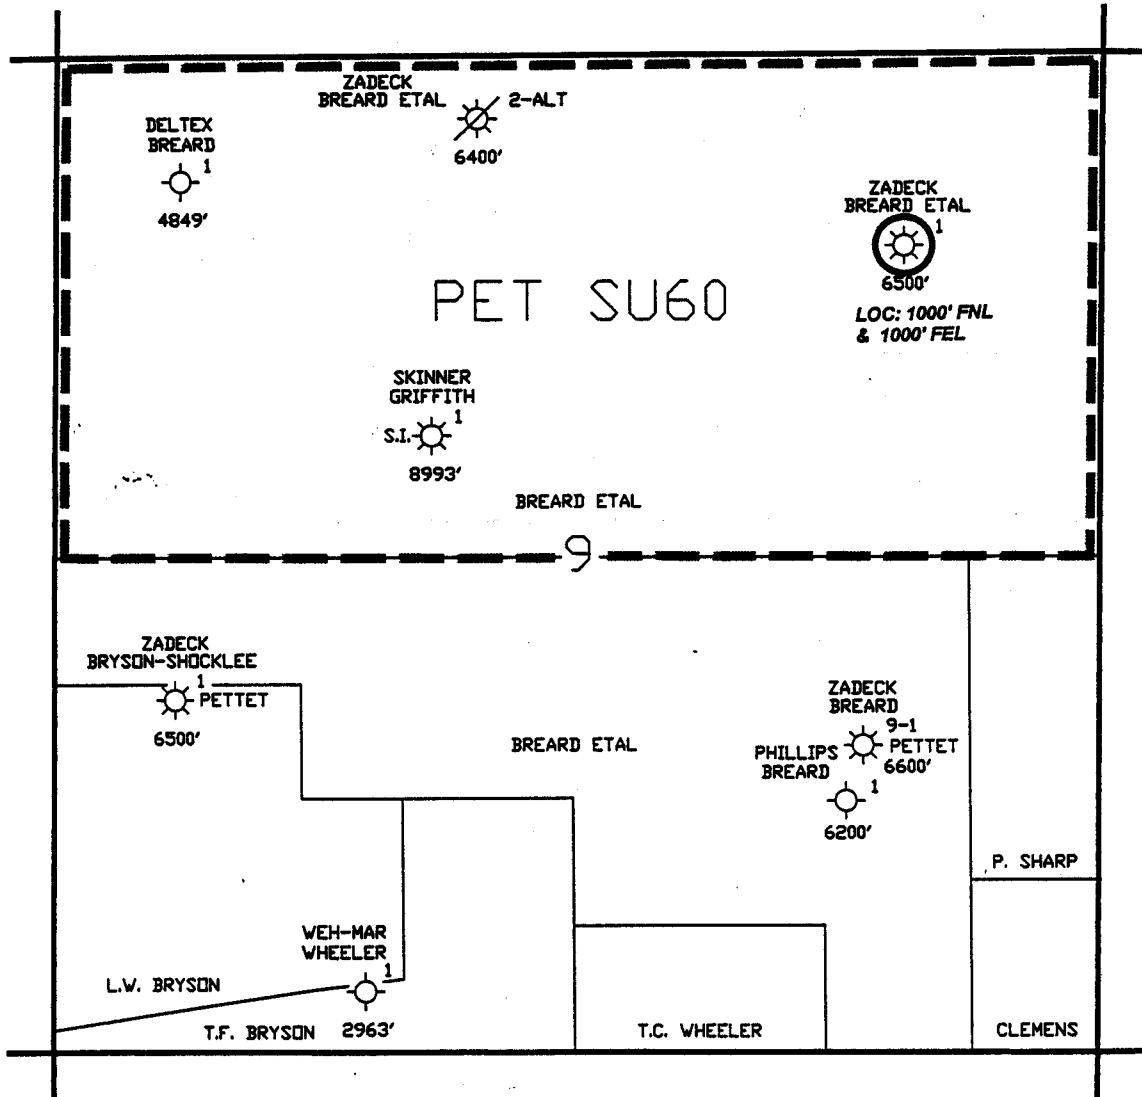 ZADECK
BREARD ETAL
2-ALT
6400'
DELTEX
BREARD
1
4849'
ZADECK
BREARD ETAL
1
6500'
LOC: 1000' FNL
& 1000' FEL
PET SU60
SKINNER
GRIFFITH
1
S.I.
8993'
BREARD ETAL
9
ZADECK
BRYSON-SHOCKLEE
1
PETTET
6500'
ZADECK
BREARD
9-1
PETTET
6600'
BREARD ETAL
PHILLIPS
BREARD
1
6200'
P. SHARP
WEH-MAR
WHEELER
1
2963'
L.W. BRYSON
T.F. BRYSON
T.C. WHEELER
CLEMENS